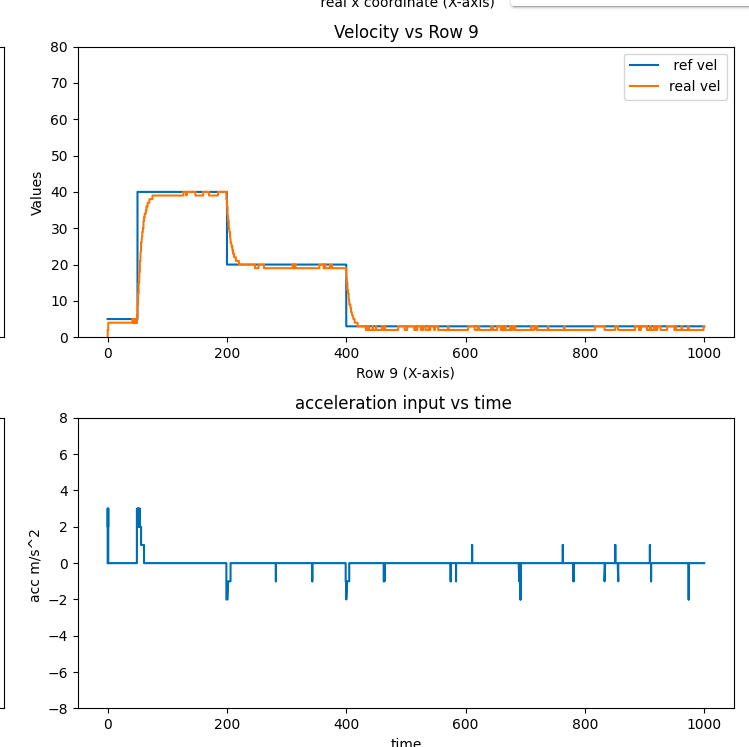 real x coordinate (X-axis)
Velocity vs Row 9
80
70
60
50
40
30
20
10
0
Values
ref vel
real vel
0 200 400 600 800 1000
Row 9 (X-axis)
acceleration input vs time
8
6
4
2
0
−2
−4
−6
−8
acc m/s^2
0 200 400 600 800 1000
time